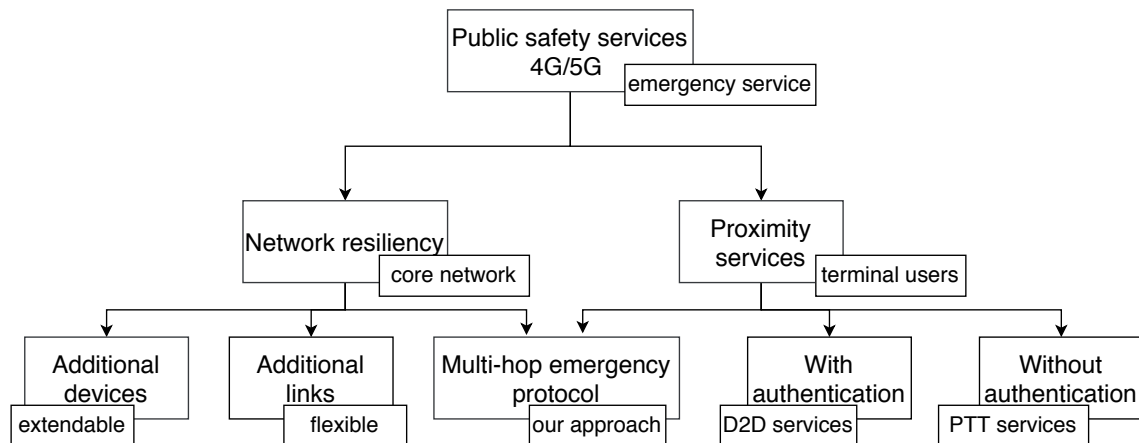 Public safety services
4G/5G
emergency service
Network resiliency
core network
Proximity
services
terminal users
Additional
devices
extendable
Additional
links
flexible
Multi-hop emergency
protocol
our approach
With
authentication
D2D services
Without
authentication
PTT services